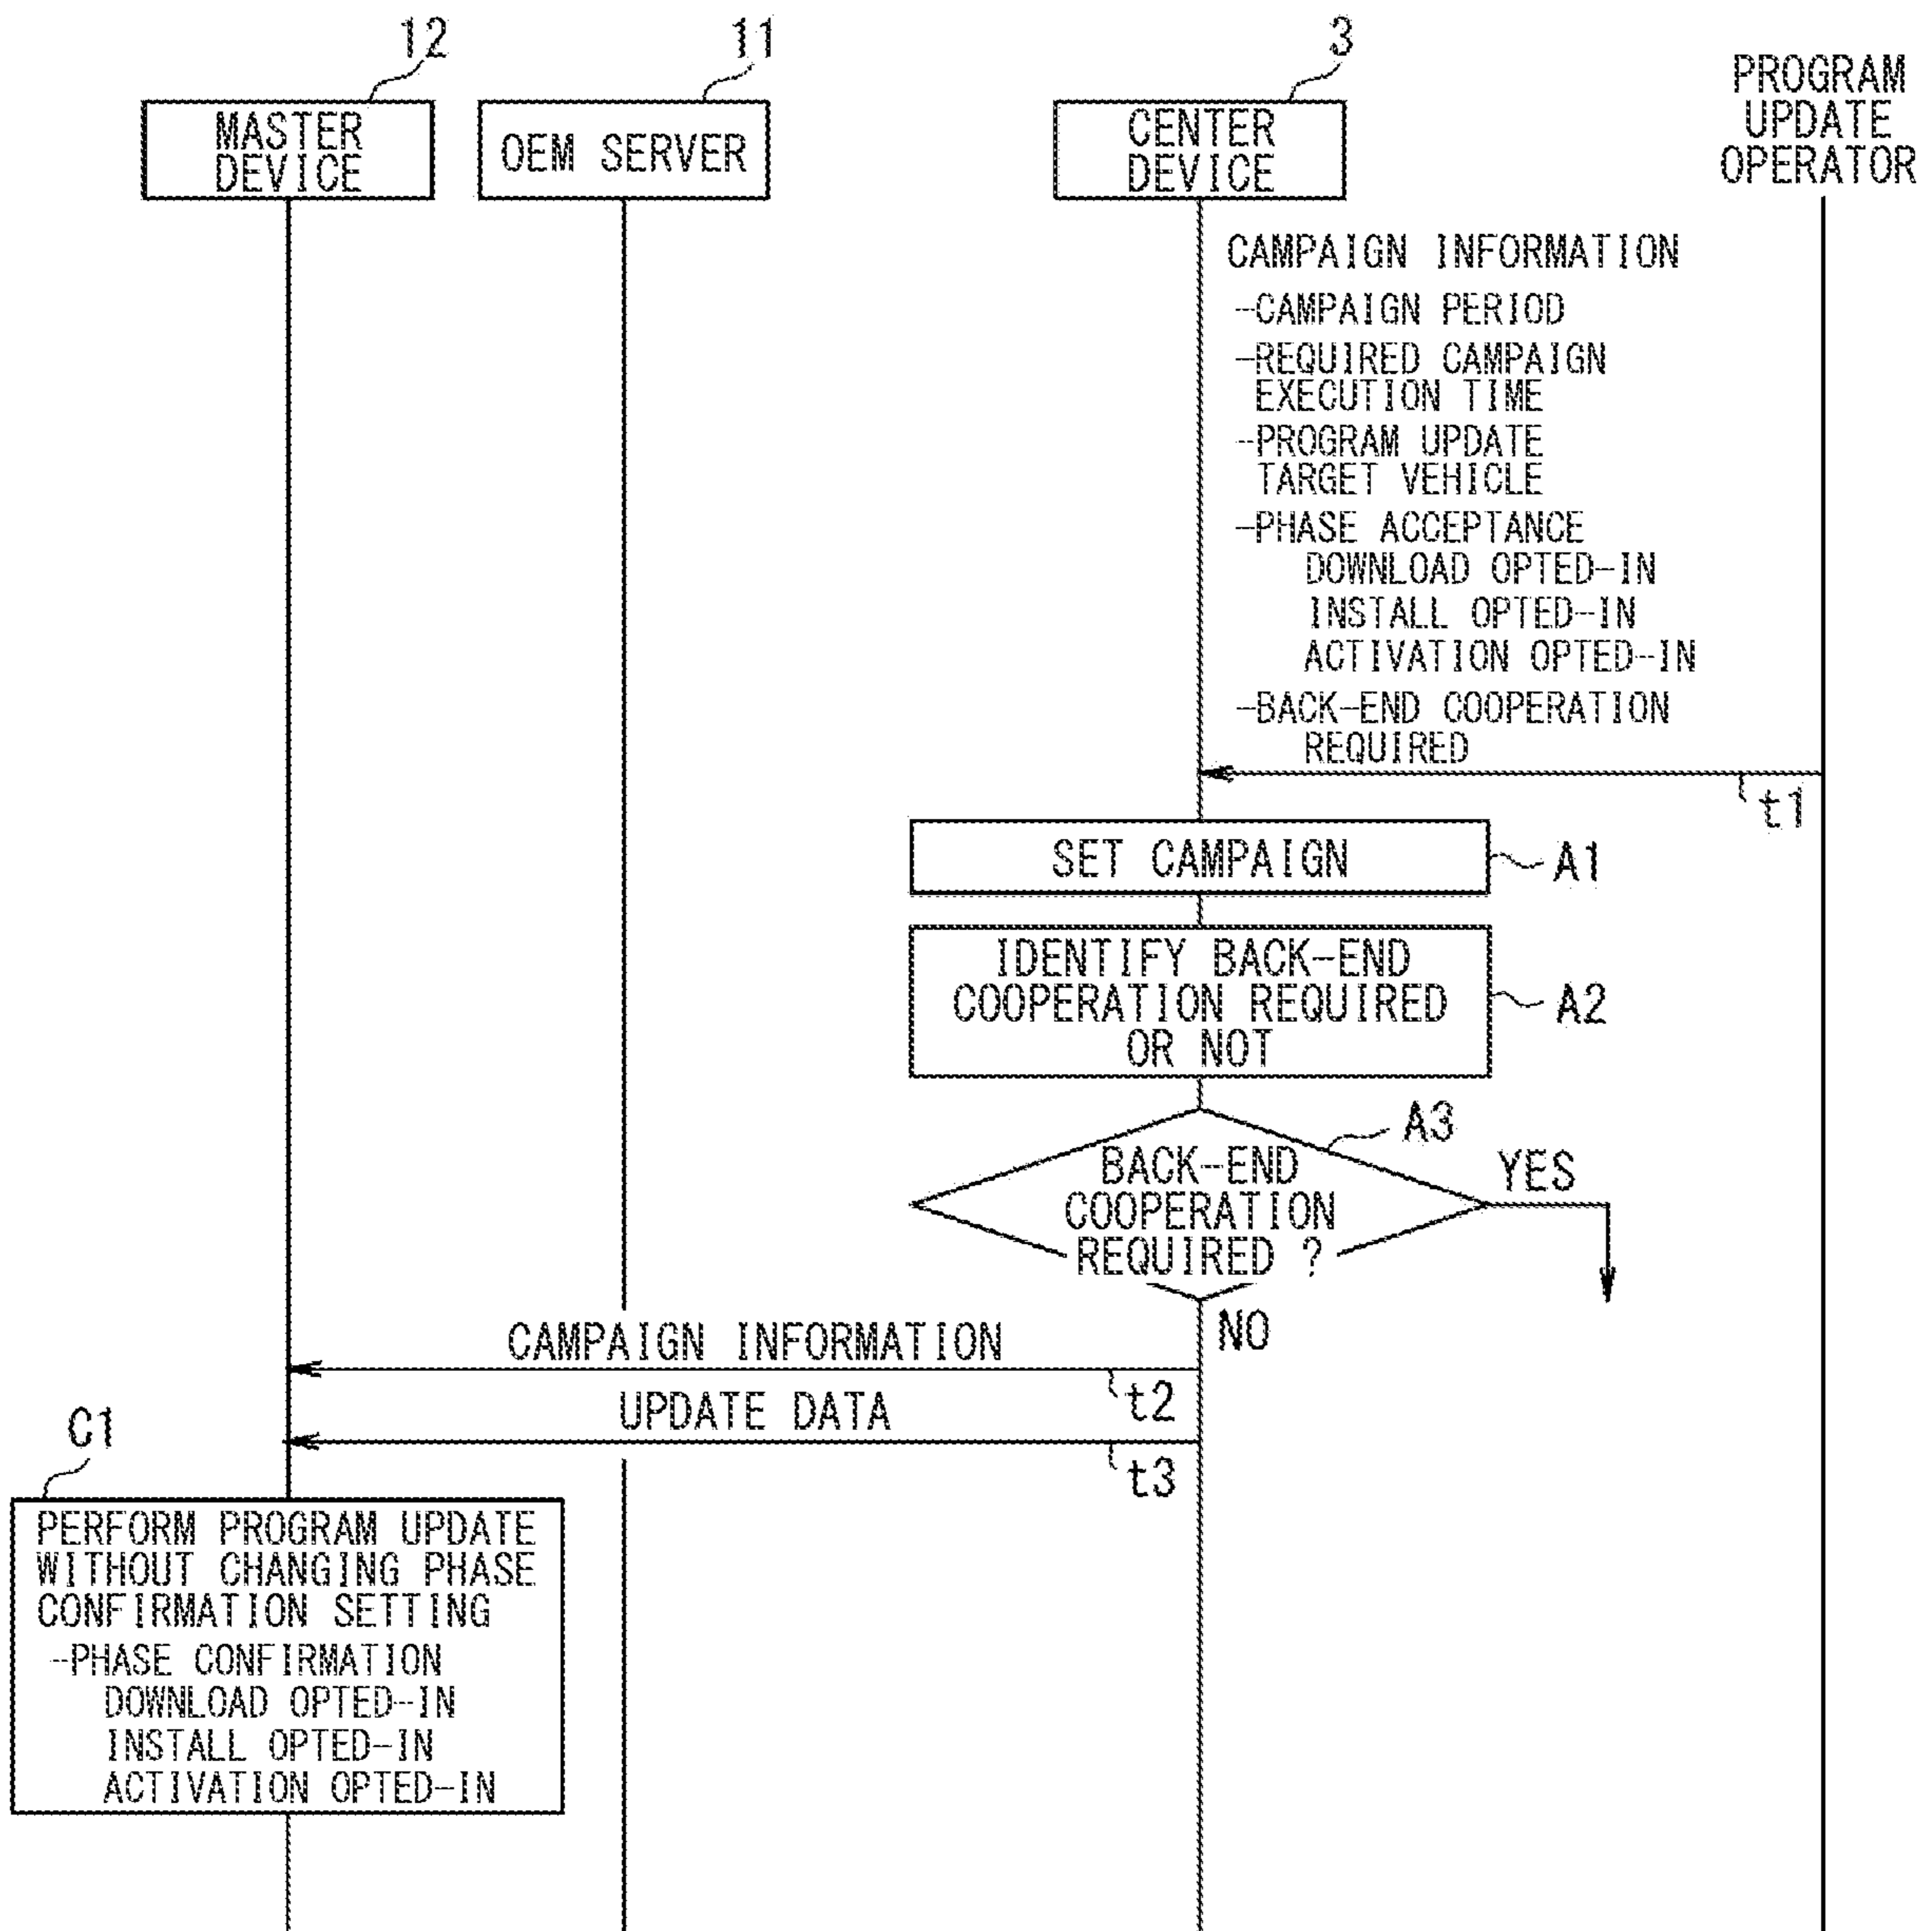 12
11
3
PROGRAM
UPDATE
OPERATOR
MASTER
DEVICE
OEM SERVER
CENTER
DEVICE
CAMPAIGN INFORMATION
-CAMPAIGN PERIOD
-REQUIRED CAMPAIGN
EXECUTION TIME
-PROGRAM UPDATE
TARGET VEHICLE
-PHASE ACCEPTANCE
DOWNLOAD OPTED-IN
INSTALL OPTED-IN
ACTIVATION OPTED-IN
-BACK-END COOPERATION
REQUIRED
t1
SET CAMPAIGN
A1
IDENTIFY BACK-END
COOPERATION REQUIRED
OR NOT
A2
A3
BACK-END
COOPERATION
REQUIRED ?
YES
NO
CAMPAIGN INFORMATION
t2
UPDATE DATA
t3
C1
PERFORM PROGRAM UPDATE
WITHOUT CHANGING PHASE
CONFIRMATION SETTING
-PHASE CONFIRMATION
DOWNLOAD OPTED-IN
INSTALL OPTED-IN
ACTIVATION OPTED-IN